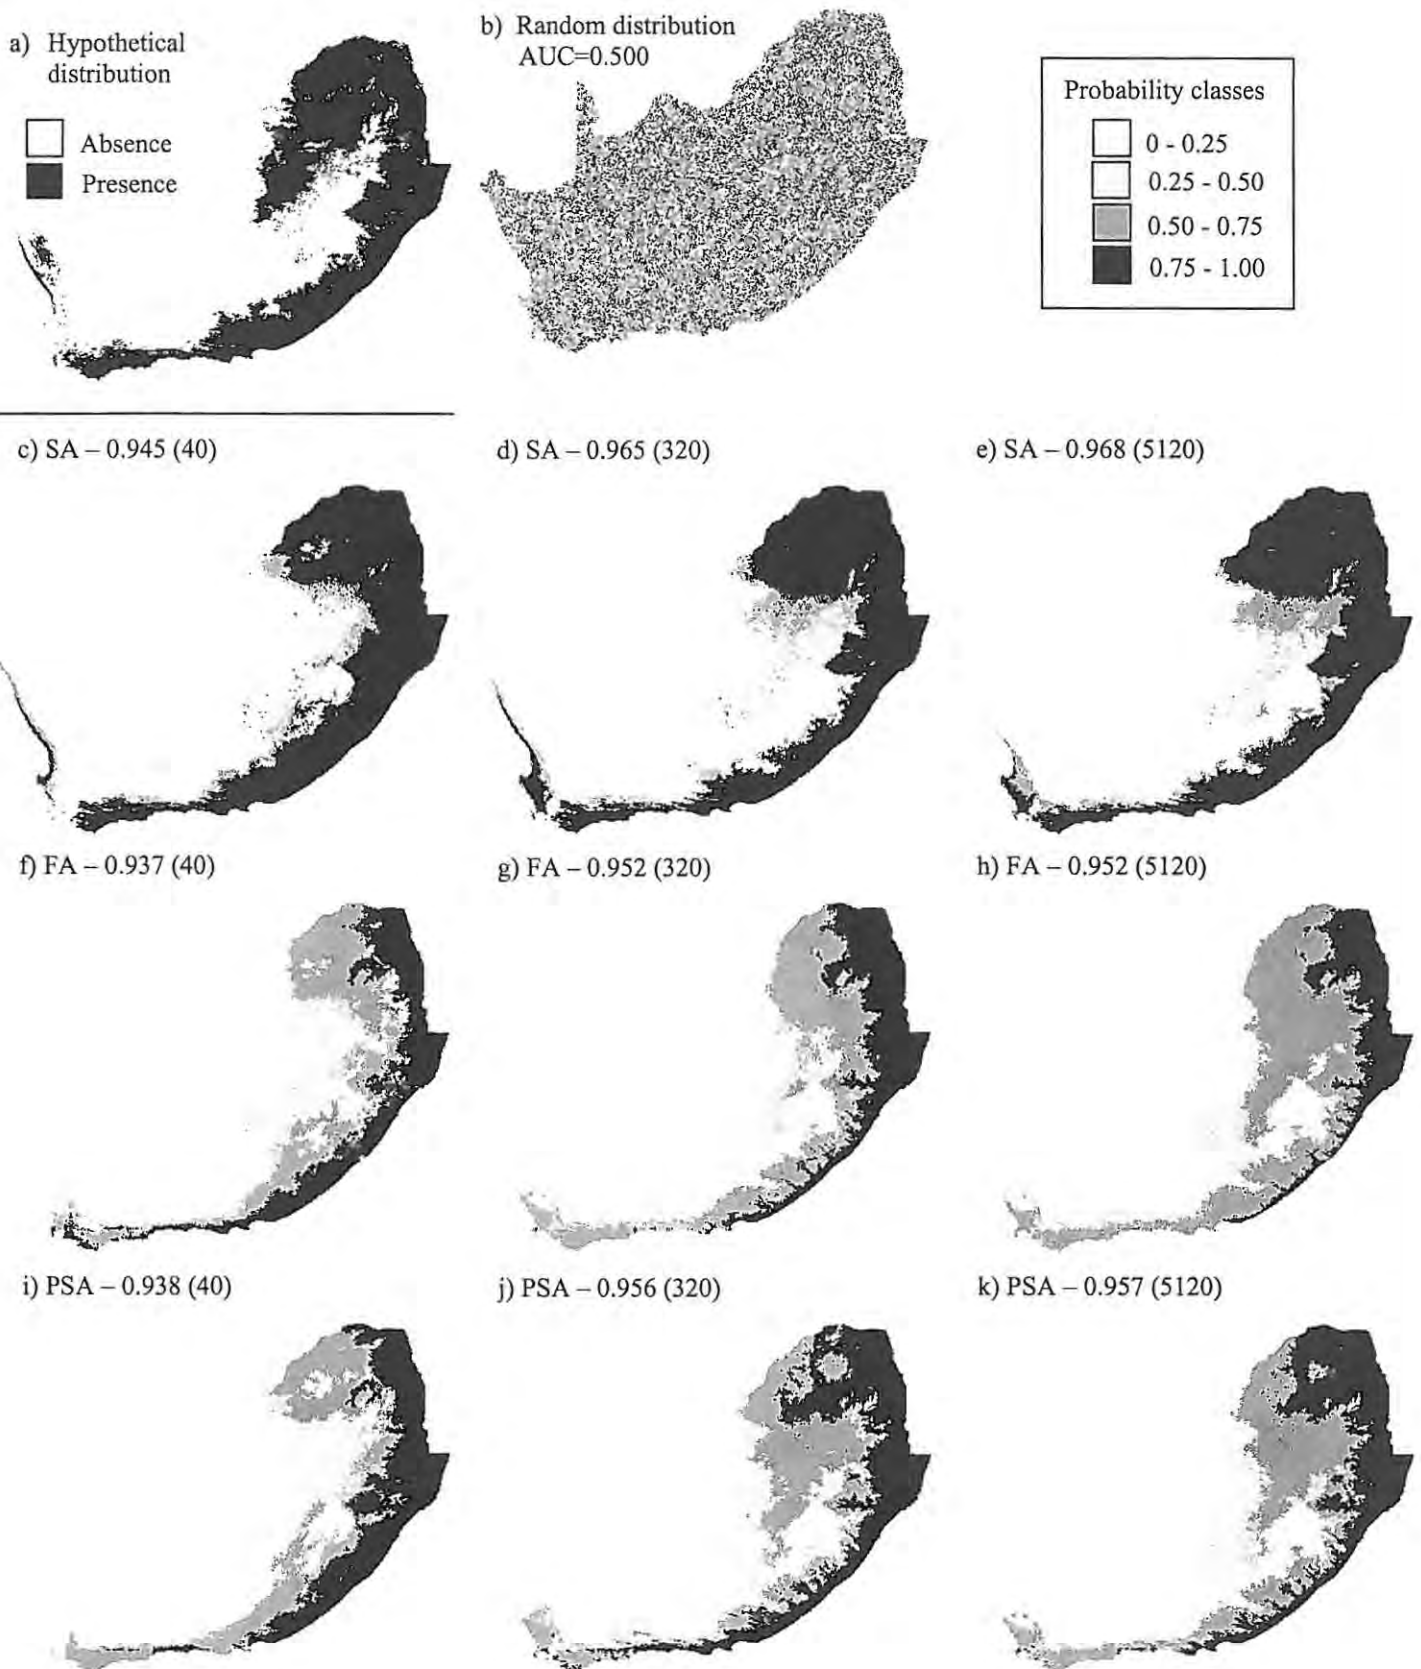 a) Hypothetical
distribution
Absence
Presence
b) Random distribution
AUC=0.500
Probability classes
0 - 0.25
0.25 - 0.50
0.50 - 0.75
0.75 - 1.00
c) SA – 0.945 (40)
d) SA – 0.965 (320)
e) SA – 0.968 (5120)
f) FA – 0.937 (40)
g) FA – 0.952 (320)
h) FA – 0.952 (5120)
i) PSA – 0.938 (40)
j) PSA – 0.956 (320)
k) PSA – 0.957 (5120)